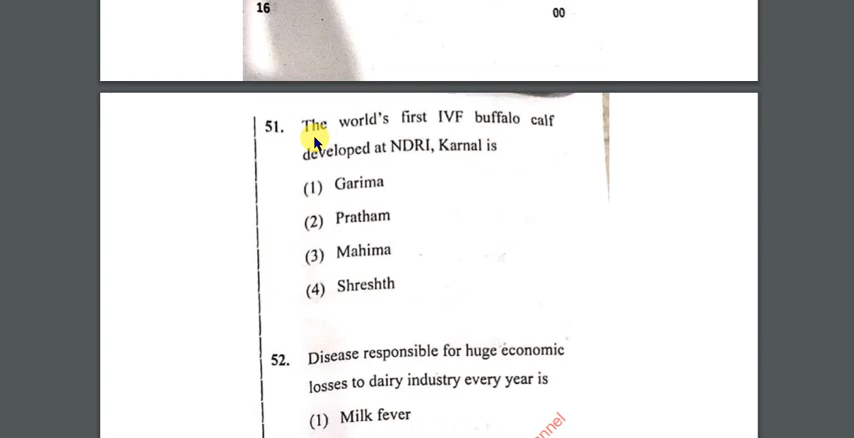 16
00
51. The world's first IVF buffalo calf
developed at NDRI, Karnal is
(1) Garima
(2) Pratham
(3) Mahima
(4) Shreshth
52. Disease responsible for huge economic
losses to dairy industry every year is
(1) Milk fever
nnel